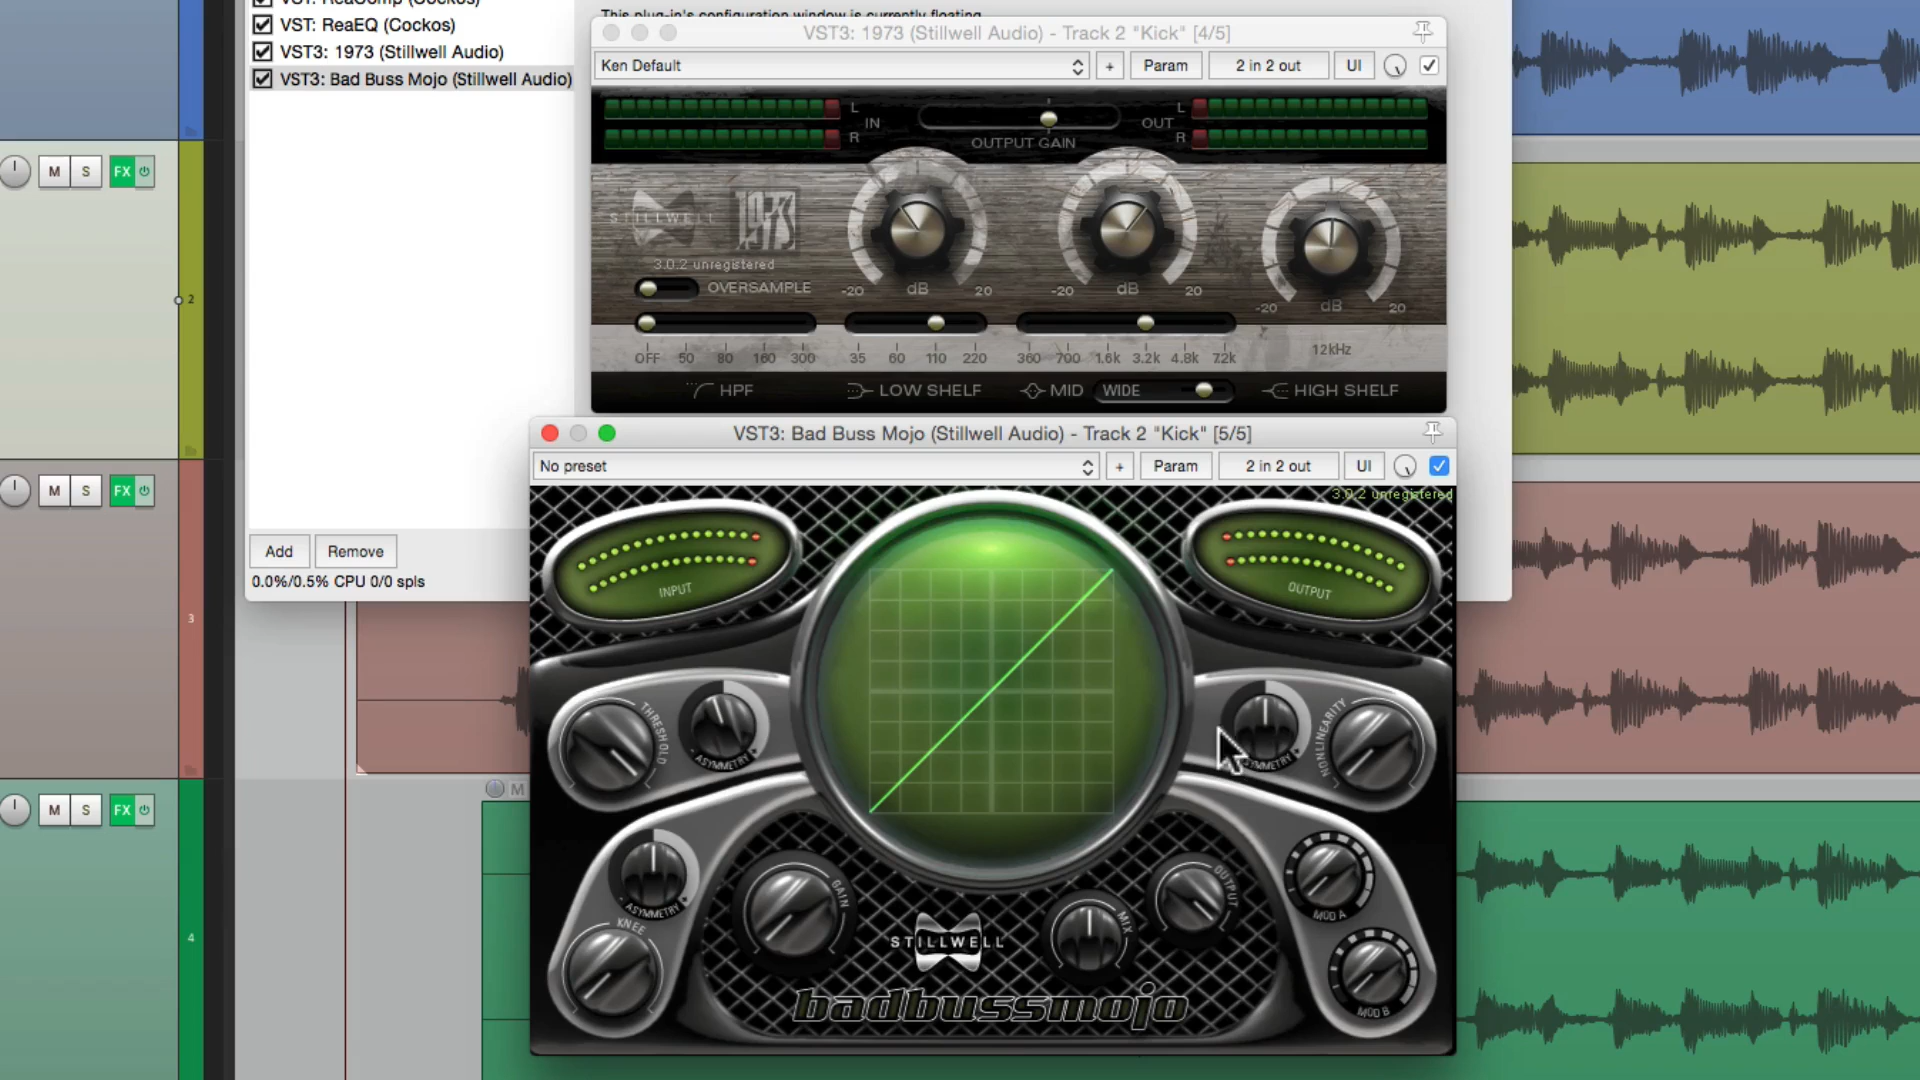 VST: ReaComp (Cockos)
VST: ReaEQ (Cockos)
VST3: 1973 (Stillwell Audio)
VST3: Bad Buss Mojo (Stillwell Audio)
Add
Remove
0.0%/0.5% CPU 0/0 spls
M S FX
2
M S FX
3
M S FX
4
M
This plug-in's configuration window is currently floating.
VST3: 1973 (Stillwell Audio) - Track 2 "Kick" [4/5]
Ken Default
+
Param
2 in 2 out
UI
L
R
IN
OUTPUT GAIN
OUT
L
R
STILLWELL
1973
3.0.2 unregistered
OVERSAMPLE
-20 dB 20
-20 dB 20
-20 dB 20
OFF 50 80 160 300
35 60 110 220
360 700 1.6k 3.2k 4.8k 7.2k
12kHz
HPF
LOW SHELF
MID
WIDE
HIGH SHELF
VST3: Bad Buss Mojo (Stillwell Audio) - Track 2 "Kick" [5/5]
No preset
+
Param
2 in 2 out
UI
3.0.2 unregistered
INPUT
OUTPUT
THRESHOLD
ASYMMETRY
NONLINEARITY
ASYMMETRY
KNEE
GAIN
STILLWELL
MIX
OUTPUT
MOD A
MOD B
badbussmojo